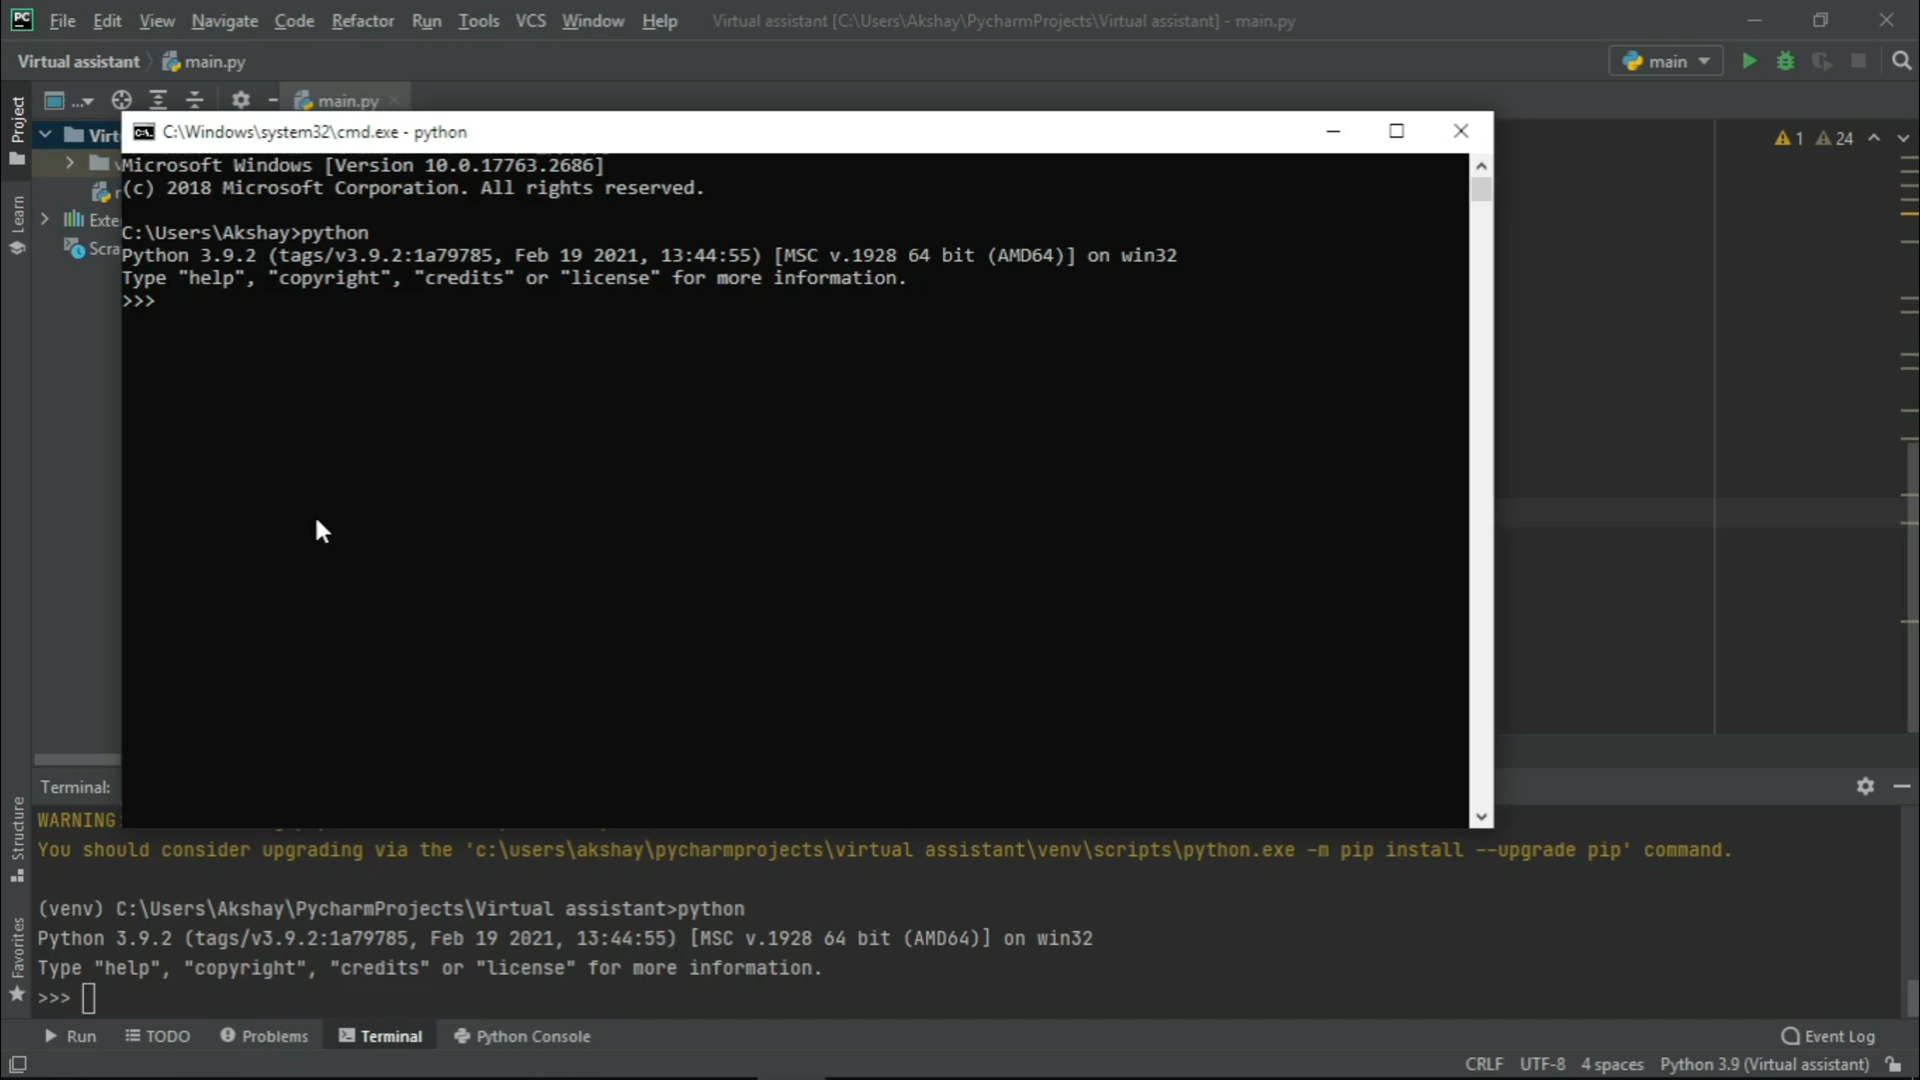 PC File Edit View Navigate Code Refactor Run Tools VCS Window Help Virtual assistant [C:\Users\Akshay\PycharmProjects\Virtual assistant] - main.py
Virtual assistant main.py main
Project ... main.py
C:\Windows\system32\cmd.exe - python
Virt 1 24
Microsoft Windows [Version 10.0.17763.2686]
(c) 2018 Microsoft Corporation. All rights reserved.
Learn
Exte
C:\Users\Akshay>python
Scra
Python 3.9.2 (tags/v3.9.2:1a79785, Feb 19 2021, 13:44:55) [MSC v.1928 64 bit (AMD64)] on win32
Type "help", "copyright", "credits" or "license" for more information.
>>>
Terminal:
Structure
WARNING:
You should consider upgrading via the 'c:\users\akshay\pycharmprojects\virtual assistant\venv\scripts\python.exe -m pip install --upgrade pip' command.
Favorites
(venv) C:\Users\Akshay\PycharmProjects\Virtual assistant>python
Python 3.9.2 (tags/v3.9.2:1a79785, Feb 19 2021, 13:44:55) [MSC v.1928 64 bit (AMD64)] on win32
Type "help", "copyright", "credits" or "license" for more information.
>>>
Run TODO Problems Terminal Python Console Event Log
CRLF UTF-8 4 spaces Python 3.9 (Virtual assistant)